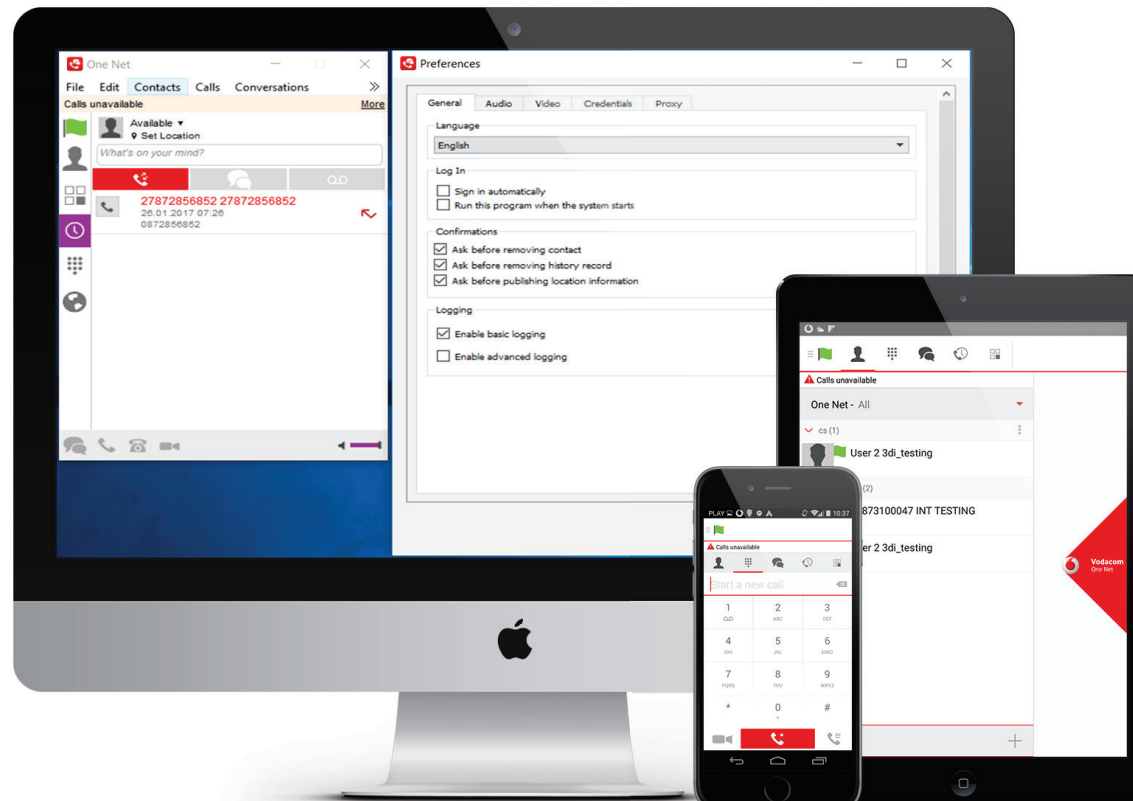 One Net
File Edit Contacts Calls Conversations
Calls unavailable More
Available
Set Location
What's on your mind?
27872856852 27872856852
26.01.2017 07:26
0872856852
Preferences
General Audio Video Credentials Proxy
Language
English
Log In
Sign in automatically
Run this program when the system starts
Confirmations
Ask before removing contact
Ask before removing history record
Ask before publishing location information
Logging
Enable basic logging
Enable advanced logging
Calls unavailable
One Net - All
cs (1)
User 2 3di_testing
(2)
873100047 INT TESTING
er 2 3di_testing
Vodacom
One Net
PLAY 10:37
Calls unavailable
Start a new call
1 2 3
ABC DEF
4 5 6
GHI JKL MNO
7 8 9
PQRS TUV WXYZ
* 0 #
+